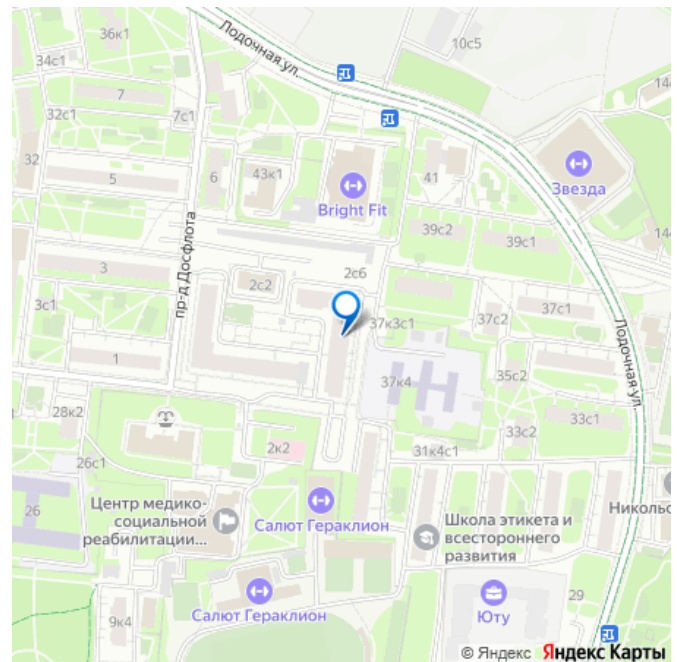 36к1
Лодочная ул.
10с5
34с1
7
14
32с1
7с1
32
5
6
43к1
Bright Fit
41
Звезда
39с2
39с1
14
пр-д Досфлота
3
2с2
2с6
3с1
37с1
37к3с1
37с2
1
37к4
35с2
Лодочная ул.
28к2
33с1
33с2
2к2
31к4с1
26с1
26
Центр медико-
социальной
реабилитации...
Салют Гераклион
Школа этикета и
всестороннего
развития
Никольс
Салют Гераклион
Юту
29
9к4
© Яндекс Яндекс Карты